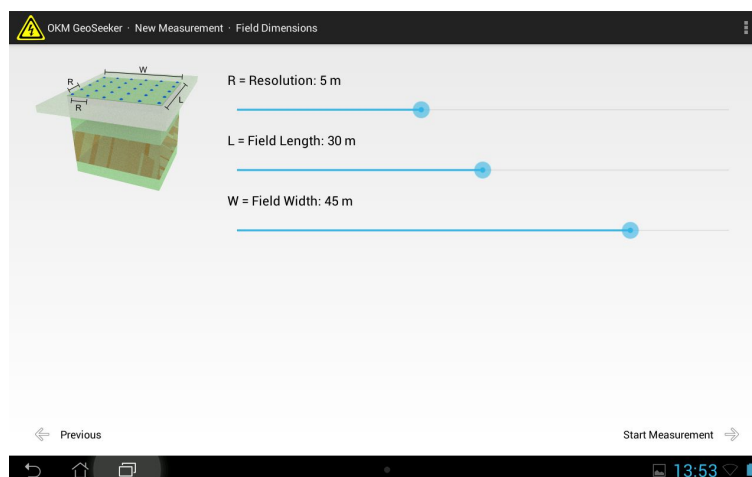 OKM GeoSeeker · New Measurement · Field Dimensions
W
R
L
R
R = Resolution: 5 m
L = Field Length: 30 m
W = Field Width: 45 m
Previous
Start Measurement
13:53